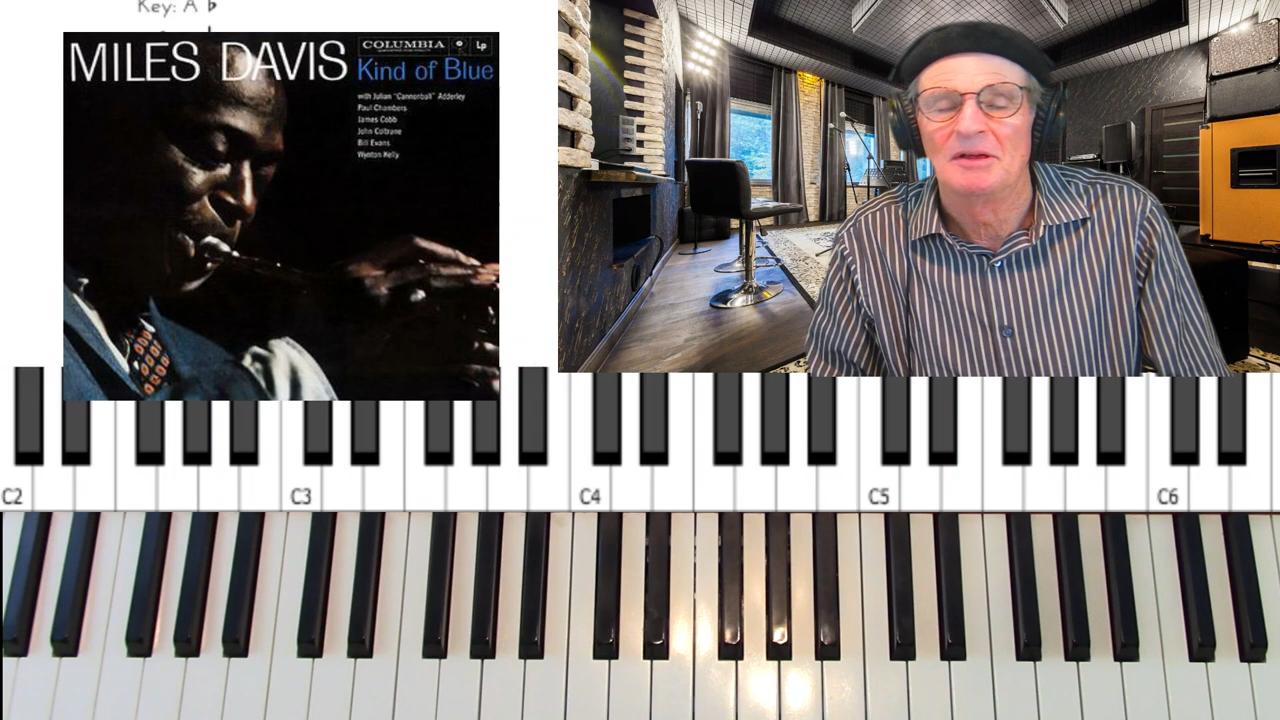 Key: A ♭
MILES DAVIS
COLUMBIA
Lp
Kind of Blue
with Julian "Cannonball" Adderley
Paul Chambers
James Cobb
John Coltrane
Bill Evans
Wynton Kelly
C2
C3
C4
C5
C6